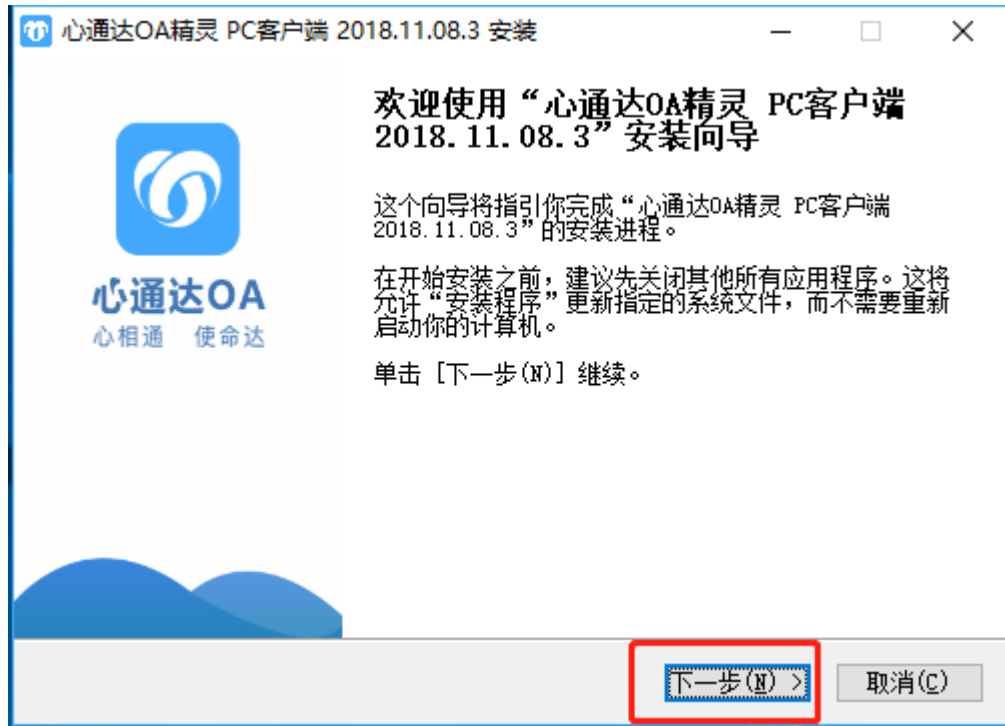 心通达OA精灵 PC客户端 2018.11.08.3 安装
欢迎使用“心通达OA精灵 PC客户端
2018.11.08.3”安装向导
这个向导将指引你完成“心通达OA精灵 PC客户端
2018.11.08.3”的安装进程。
在开始安装之前，建议先关闭其他所有应用程序。这将
允许“安装程序”更新指定的系统文件，而不需要重新
启动你的计算机。
单击 [下一步(N)] 继续。
心通达OA
心相通 使命达
下一步(N) >
取消(C)